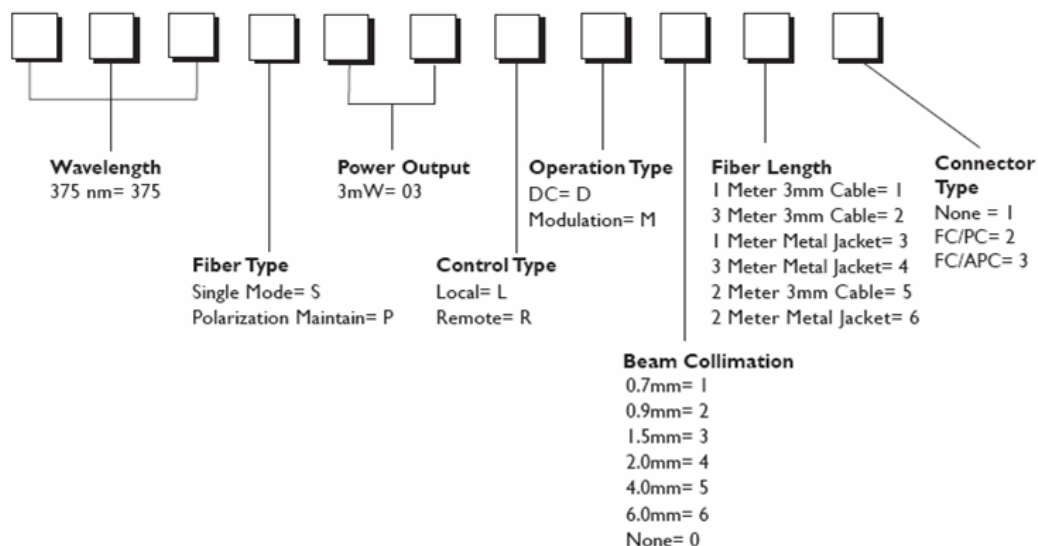 Wavelength
375 nm= 375
Fiber Type
Single Mode= S
Polarization Maintain= P
Power Output
3mW= 03
Control Type
Local= L
Remote= R
Operation Type
DC= D
Modulation= M
Beam Collimation
0.7mm= 1
0.9mm= 2
1.5mm= 3
2.0mm= 4
4.0mm= 5
6.0mm= 6
None= 0
Fiber Length
1 Meter 3mm Cable= 1
3 Meter 3mm Cable= 2
1 Meter Metal Jacket= 3
3 Meter Metal Jacket= 4
2 Meter 3mm Cable= 5
2 Meter Metal Jacket= 6
Connector
Type
None = 1
FC/PC= 2
FC/APC= 3